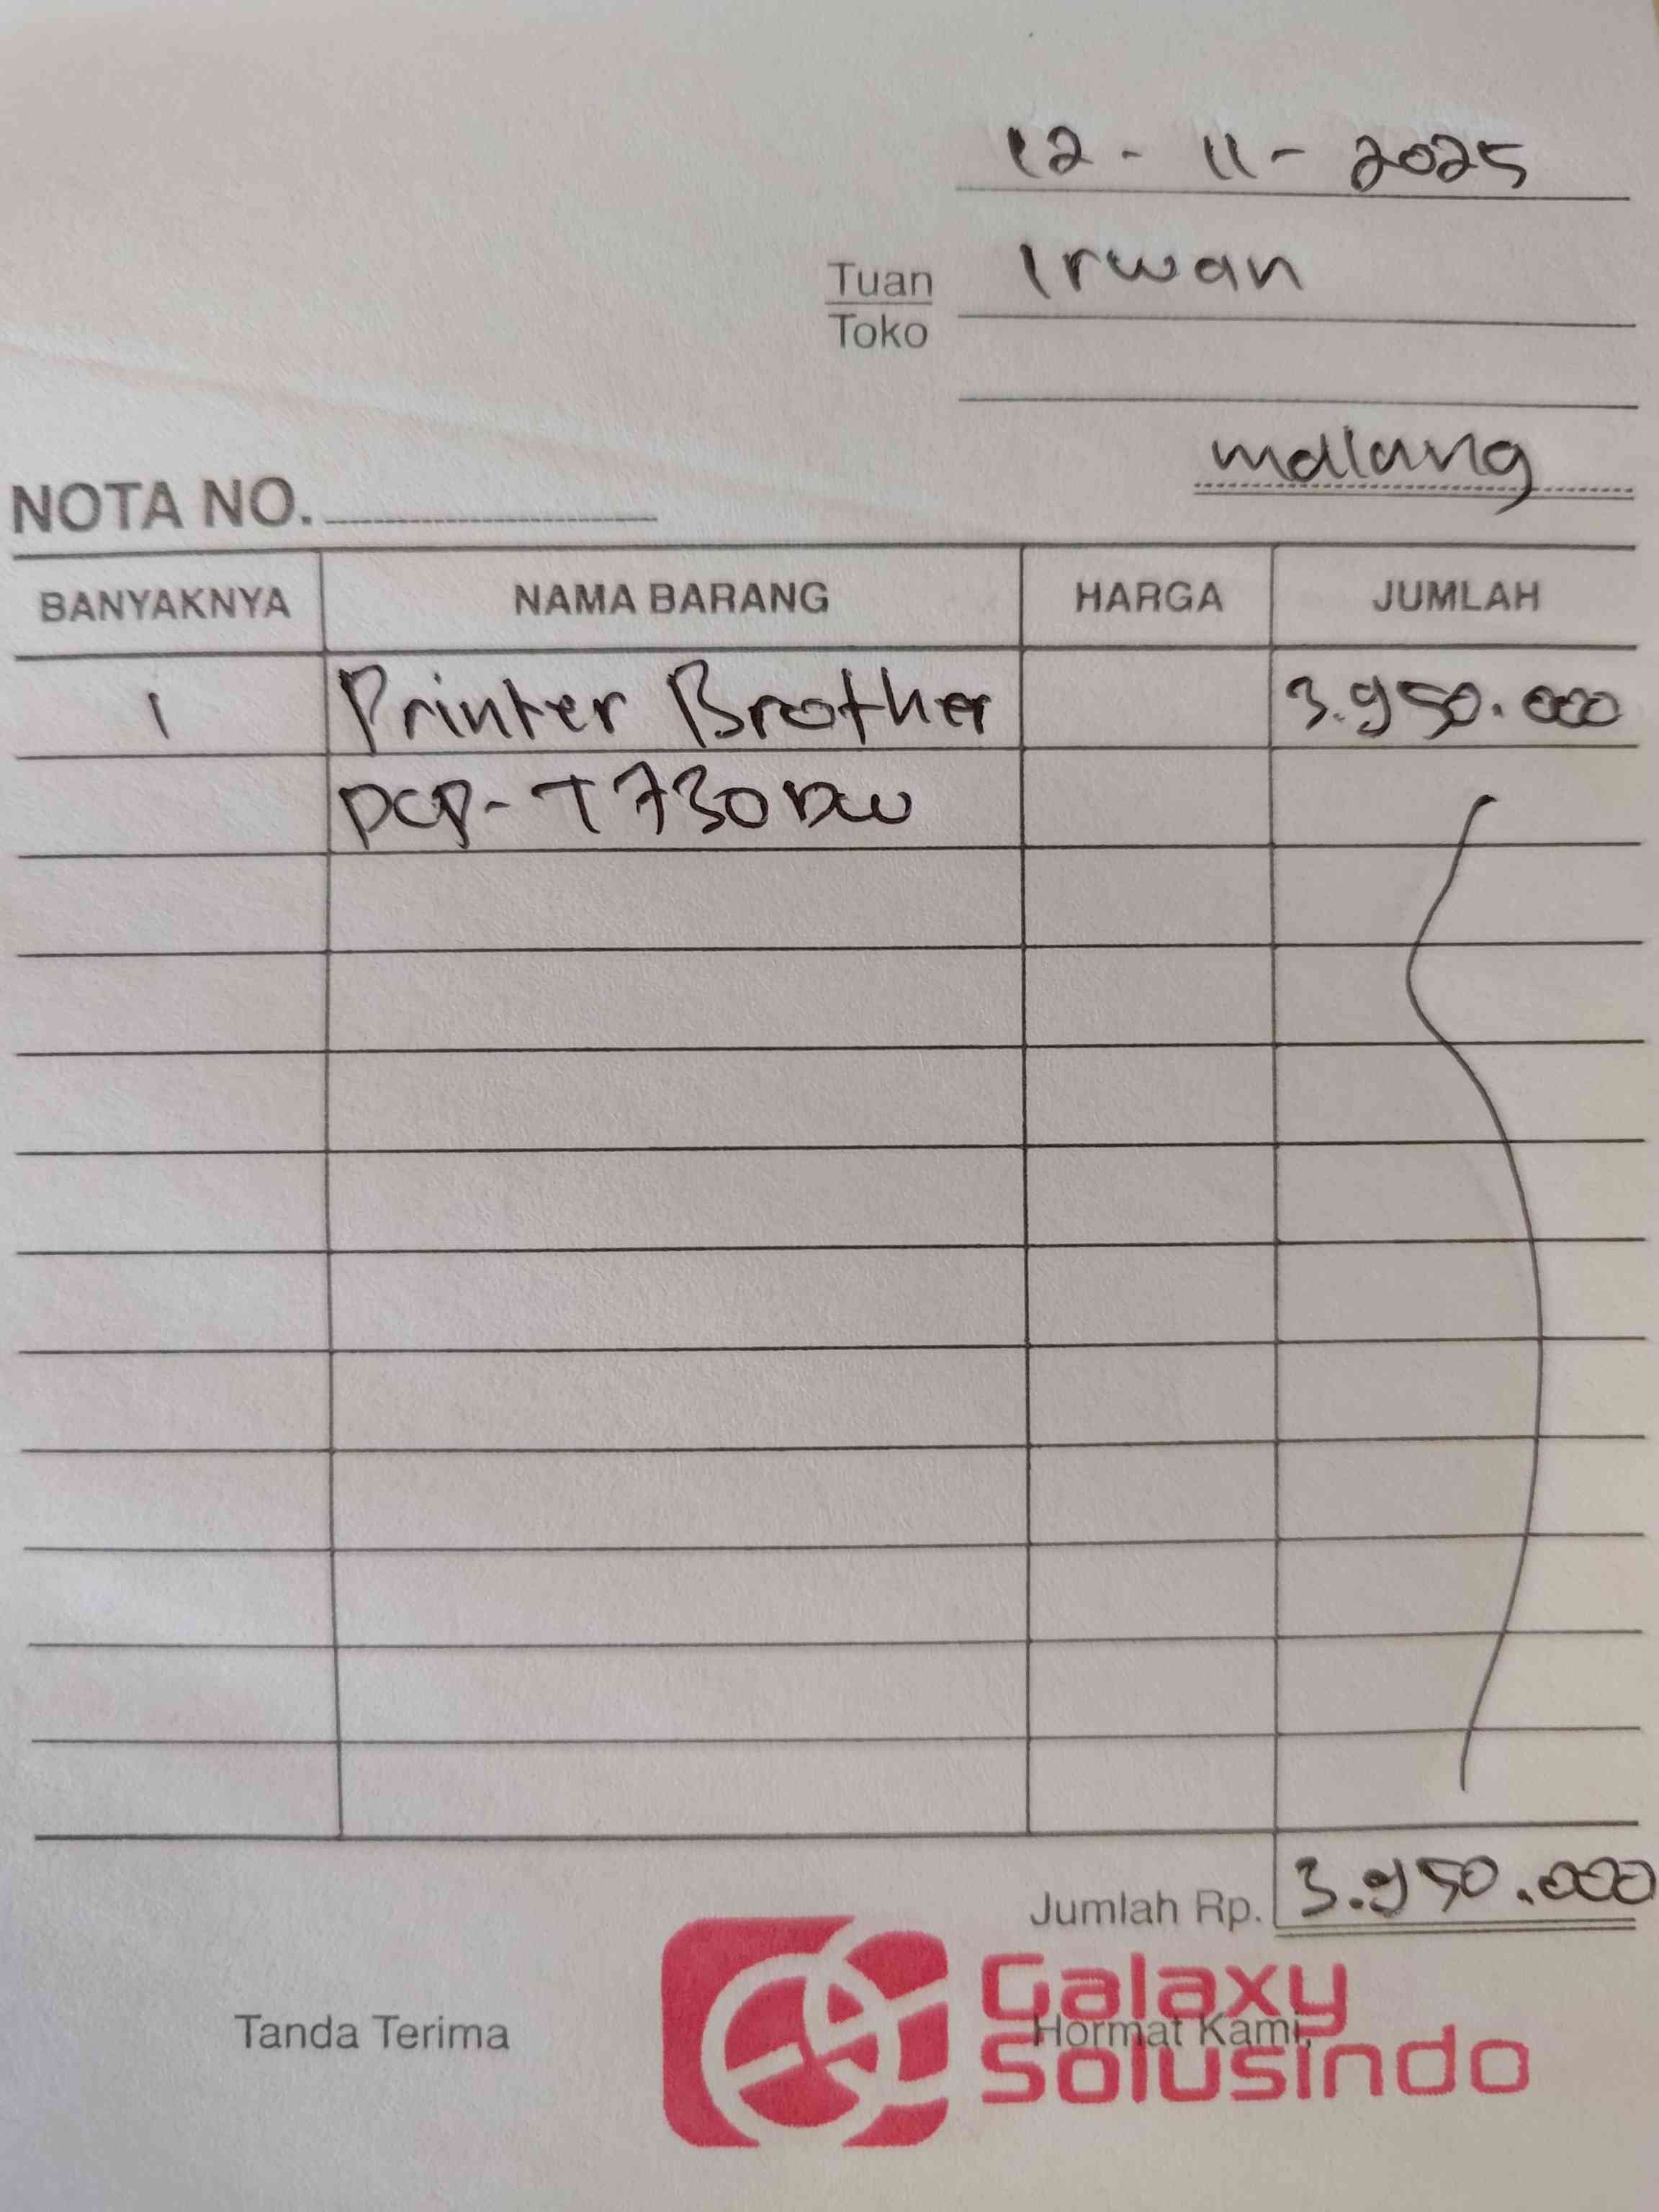 12 - 11 - 2025
Tuan Irwan
Toko
malang
NOTA NO.
BANYAKNYA NAMA BARANG HARGA JUMLAH
1 Printer Brother 3.950.000
DCP-T730DW
Jumlah Rp. 3.950.000
Tanda Terima Hormat Kami,
Galaxy
Solusindo